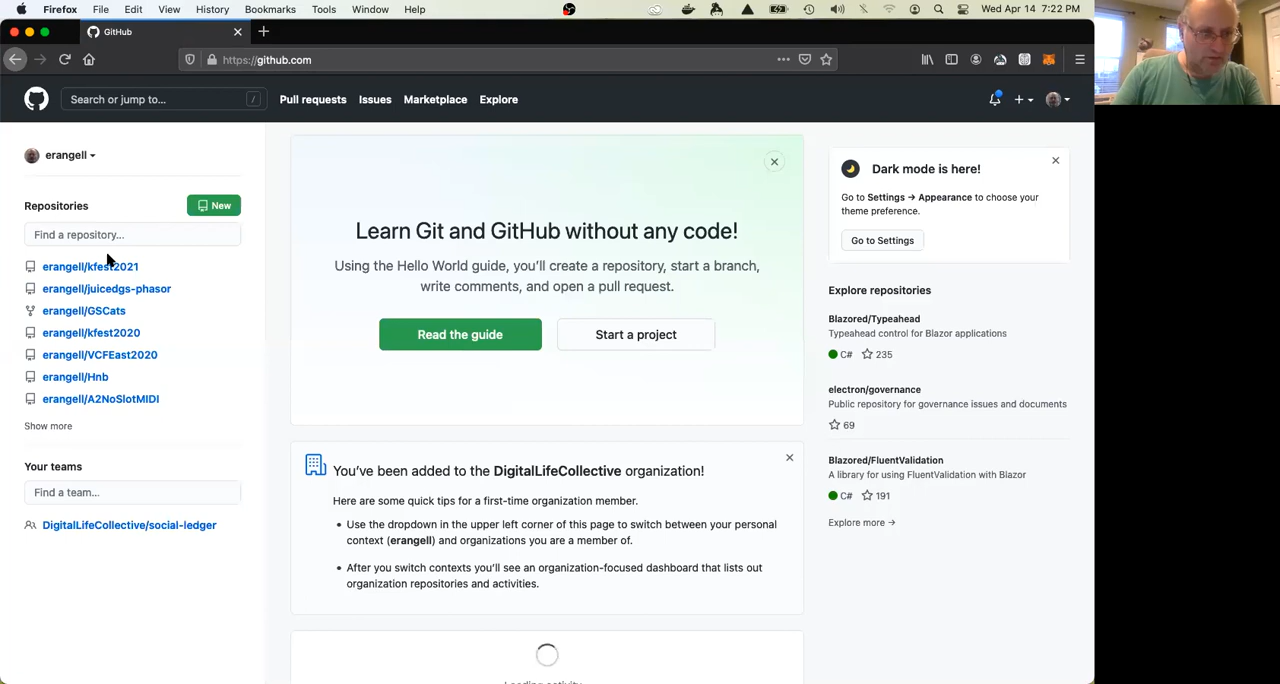 Firefox File Edit View History Bookmarks Tools Window Help Wed Apr 14 7:22 PM
GitHub
https://github.com
Search or jump to... /
Pull requests Issues Marketplace Explore
erangell
Repositories
New
Find a repository...
erangell/kfest2021
erangell/juicedgs-phasor
erangell/GSCats
erangell/kfest2020
erangell/VCFEast2020
erangell/Hnb
erangell/A2NoSlotMIDI
Show more
Your teams
Find a team...
DigitalLifeCollective/social-ledger
Learn Git and GitHub without any code!
Using the Hello World guide, you’ll create a repository, start a branch,
write comments, and open a pull request.
Read the guide
Start a project
You’ve been added to the DigitalLifeCollective organization!
Here are some quick tips for a first-time organization member.
• Use the dropdown in the upper left corner of this page to switch between your personal
context (erangell) and organizations you are a member of.
• After you switch contexts you’ll see an organization-focused dashboard that lists out
organization repositories and activities.
Loading activity...
Dark mode is here!
Go to Settings → Appearance to choose your
theme preference.
Go to Settings
Explore repositories
Blazored/Typeahead
Typeahead control for Blazor applications
C# 235
electron/governance
Public repository for governance issues and documents
69
Blazored/FluentValidation
A library for using FluentValidation with Blazor
C# 191
Explore more →